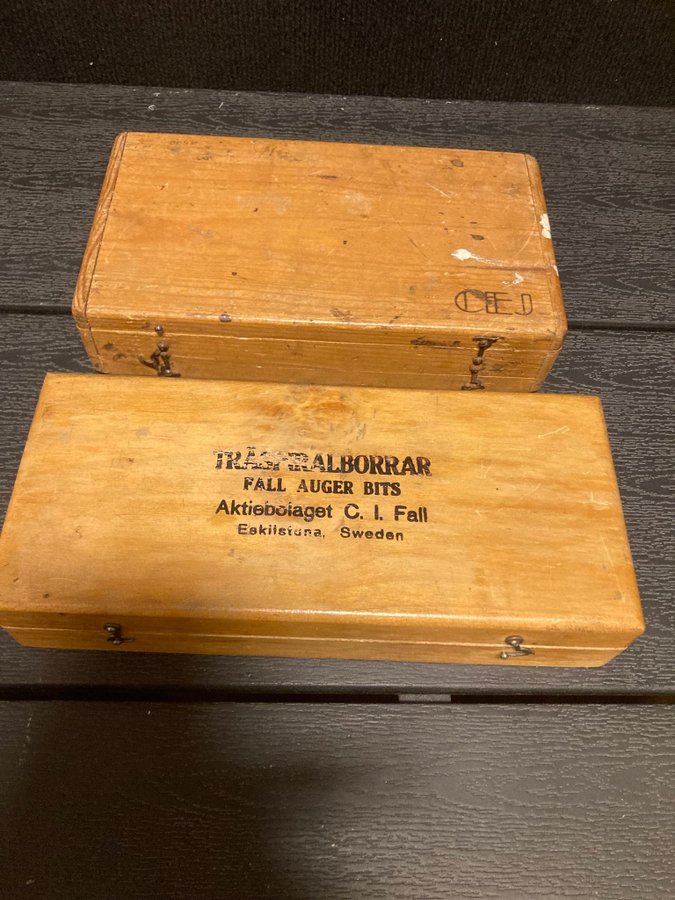 CEJ
TRÄSPIRALBORRAR
FALL AUGER BITS
Aktiebolaget C. I. Fall
Eskilstuna, Sweden